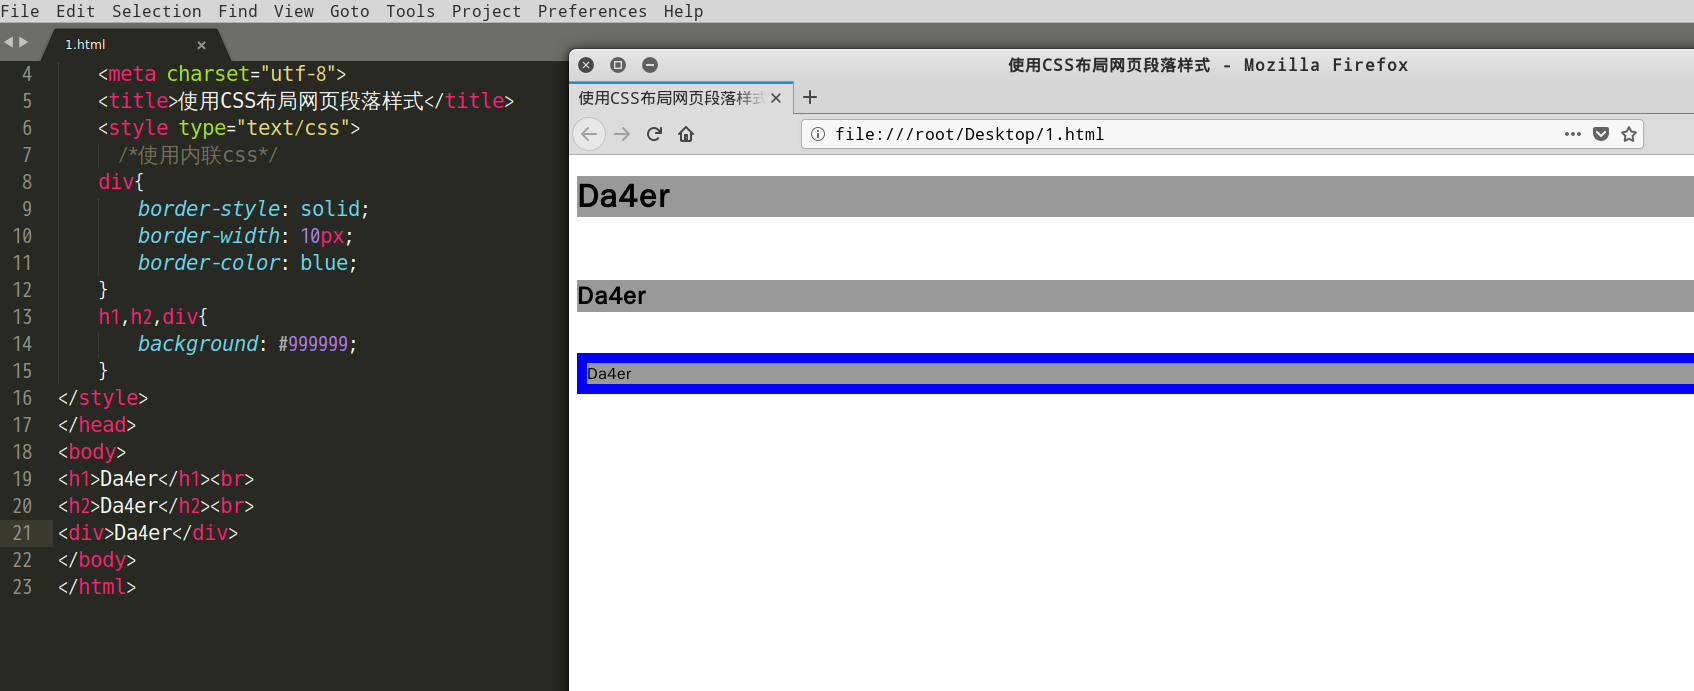 File Edit Selection Find View Goto Tools Project Preferences Help
1.html
4 <meta charset="utf-8">
5 <title>使用CSS布局网页段落样式</title>
6 <style type="text/css">
7 /*使用内联css*/
8 div{
9 border-style: solid;
10 border-width: 10px;
11 border-color: blue;
12 }
13 h1,h2,div{
14 background: #999999;
15 }
16 </style>
17 </head>
18 <body>
19 <h1>Da4er</h1><br>
20 <h2>Da4er</h2><br>
21 <div>Da4er</div>
22 </body>
23 </html>
使用CSS布局网页段落样式 - Mozilla Firefox
使用CSS布局网页段落样式
file:///root/Desktop/1.html
Da4er
Da4er
Da4er